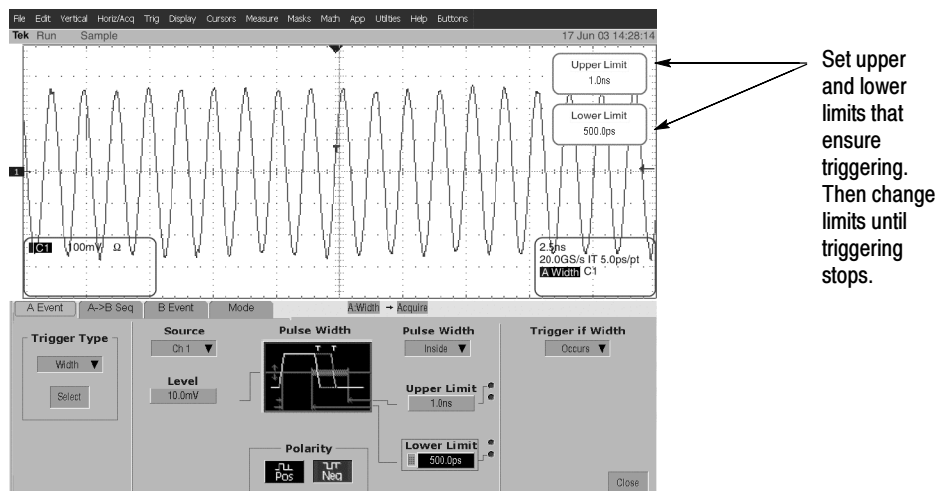 File Edit Vertical Horiz/Acq Trig Display Cursors Measure Masks Math App Utilities Help Buttons
Tek Run Sample 17 Jun 03 14:28:14
Upper Limit
1.0ns
Lower Limit
500.0ps
T
1
C1 100mV Ω
2.5ns
20.0GS/s IT 5.0ps/pt
A Width C1
Set upper
and lower
limits that
ensure
triggering.
Then change
limits until
triggering
stops.
A Event A->B Seq B Event Mode A:Width → Acquire
Trigger Type
Width
Select
Source
Ch 1
Level
10.0mV
Pulse Width
T T
Polarity
Pos Neg
Pulse Width
Inside
Upper Limit
1.0ns
Lower Limit
500.0ps
Trigger if Width
Occurs
Close